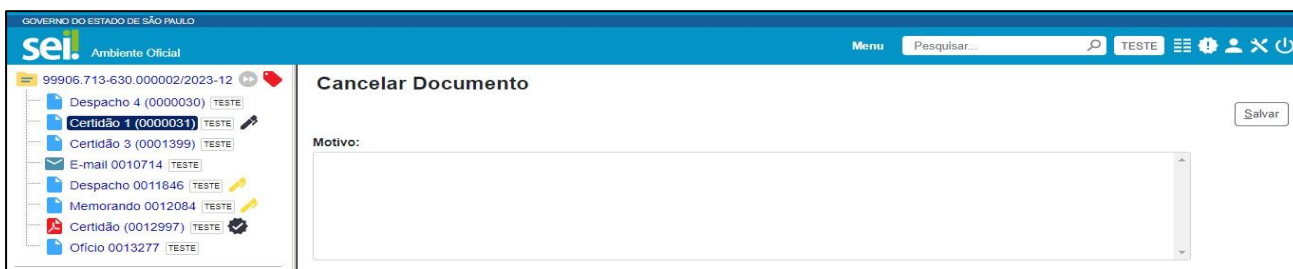 GOVERNO DO ESTADO DE SÃO PAULO
sei. Ambiente Oficial Menu Pesquisar... TESTE
99906.713-630.000002/2023-12
Despacho 4 (0000030) TESTE
Certidão 1 (0000031) TESTE
Certidão 3 (0001399) TESTE
E-mail 0010714 TESTE
Despacho 0011846 TESTE
Memorando 0012084 TESTE
Certidão (0012997) TESTE
Ofício 0013277 TESTE
Cancelar Documento
Salvar
Motivo: